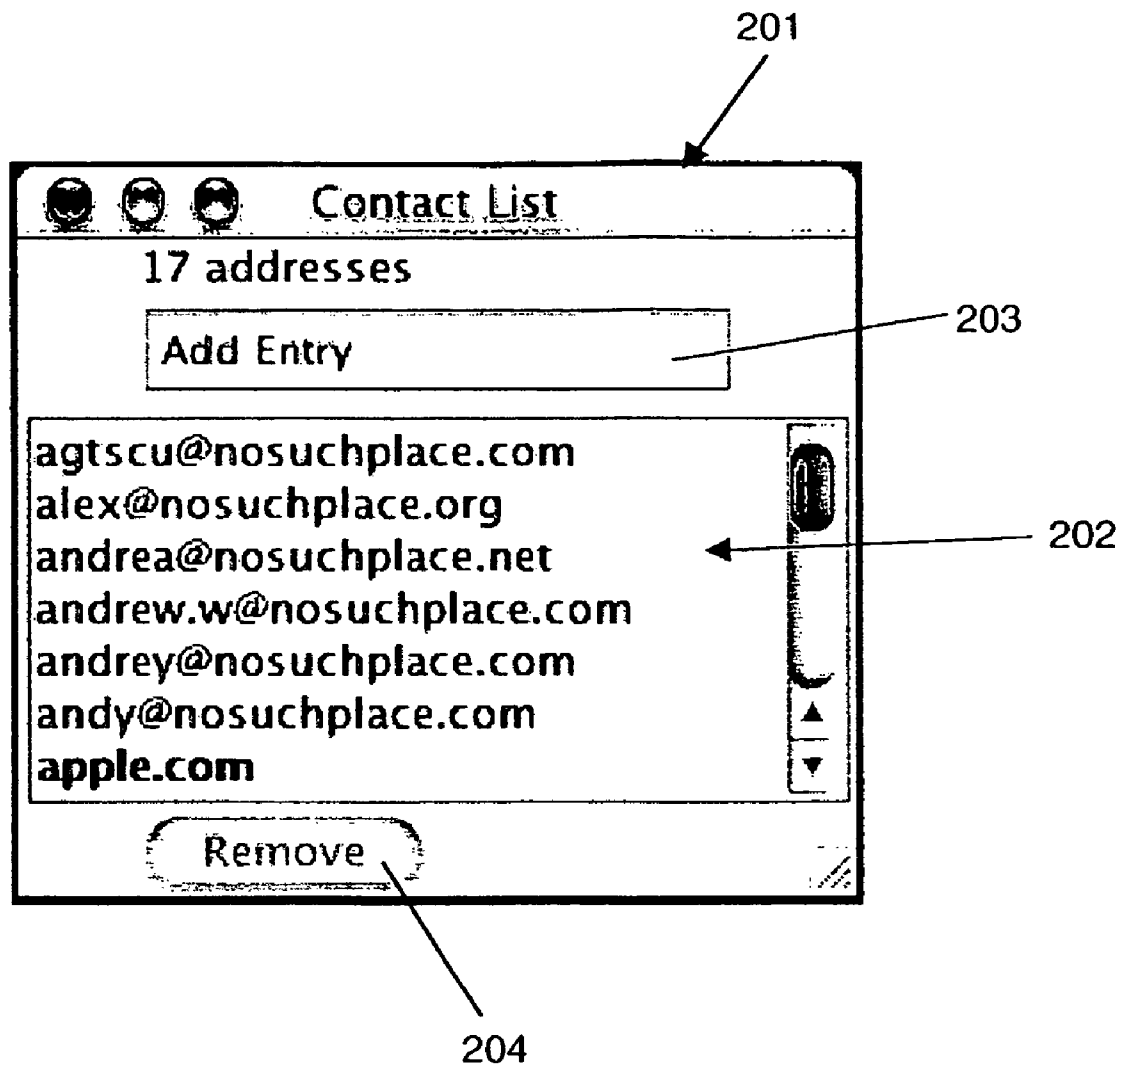 201
Contact List
17 addresses
Add Entry
203
agtscu@nosuchplace.com
alex@nosuchplace.org
andrea@nosuchplace.net
202
andrew.w@nosuchplace.com
andrey@nosuchplace.com
andy@nosuchplace.com
apple.com
Remove
204